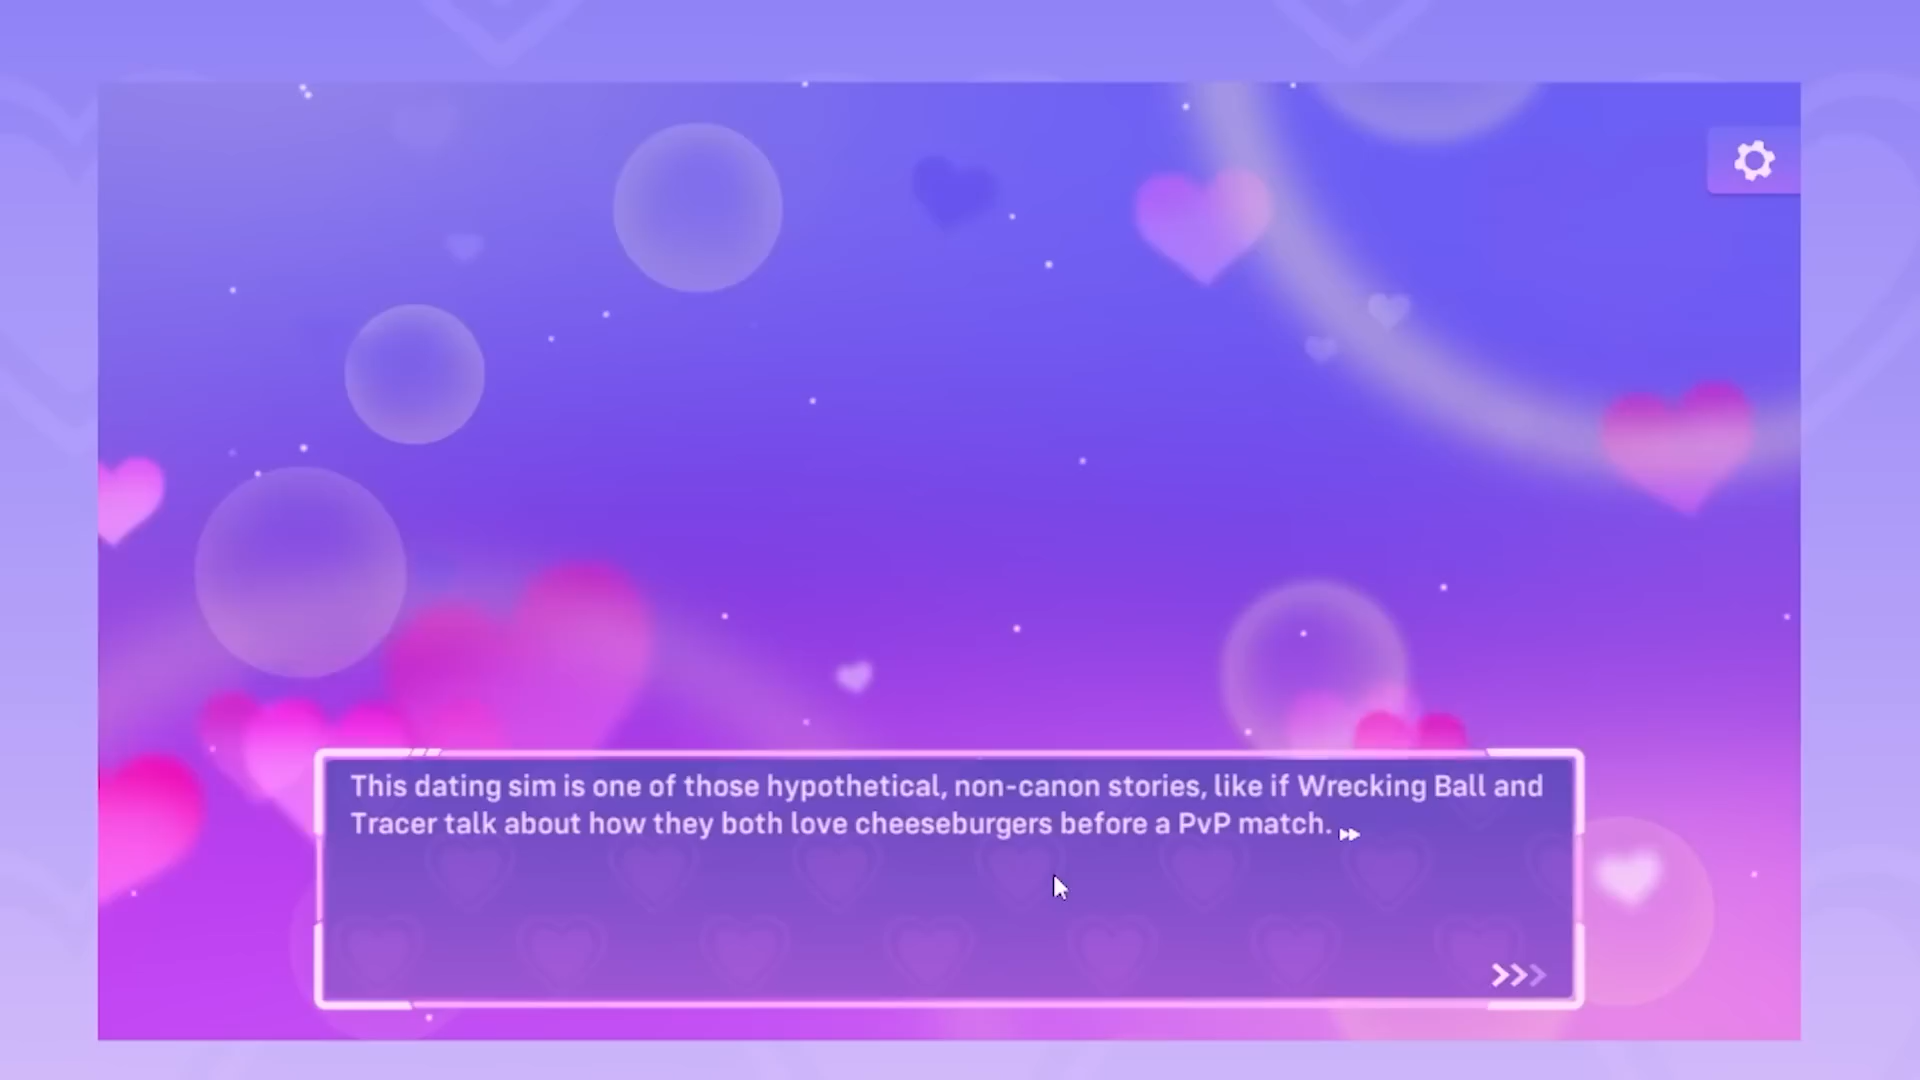 This dating sim is one of those hypothetical, non-canon stories, like if Wrecking Ball and
Tracer talk about how they both love cheeseburgers before a PvP match.